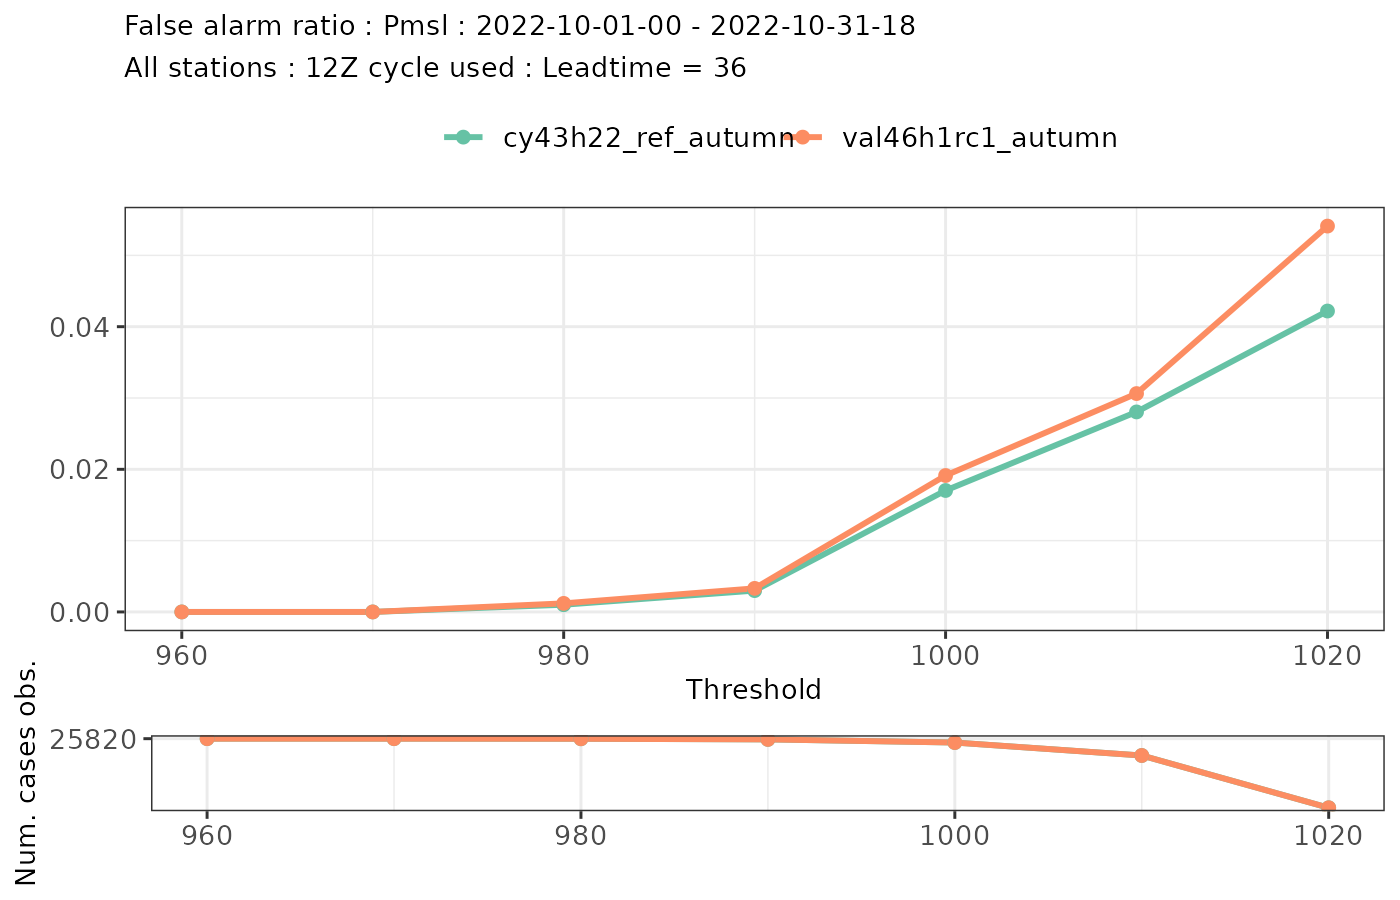 False alarm ratio : Pmsl : 2022-10-01-00 - 2022-10-31-18
All stations : 12Z cycle used : Leadtime = 36
cy43h22_ref_autumn val46h1rc1_autumn
0.04
0.02
0.00
960 980 1000 1020
Threshold
Num. cases obs.
25820
960 980 1000 1020